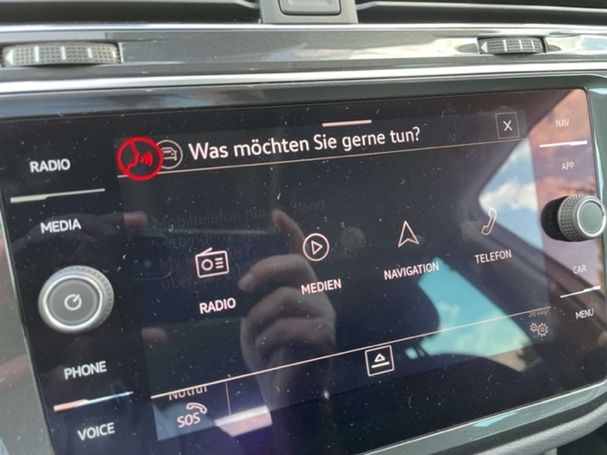 RADIO
MEDIA
PHONE
VOICE
Was möchten Sie gerne tun?
X
RADIO
MEDIEN
NAVIGATION
TELEFON
Notruf
SOS
Setup
NAV
APP
CAR
MENU